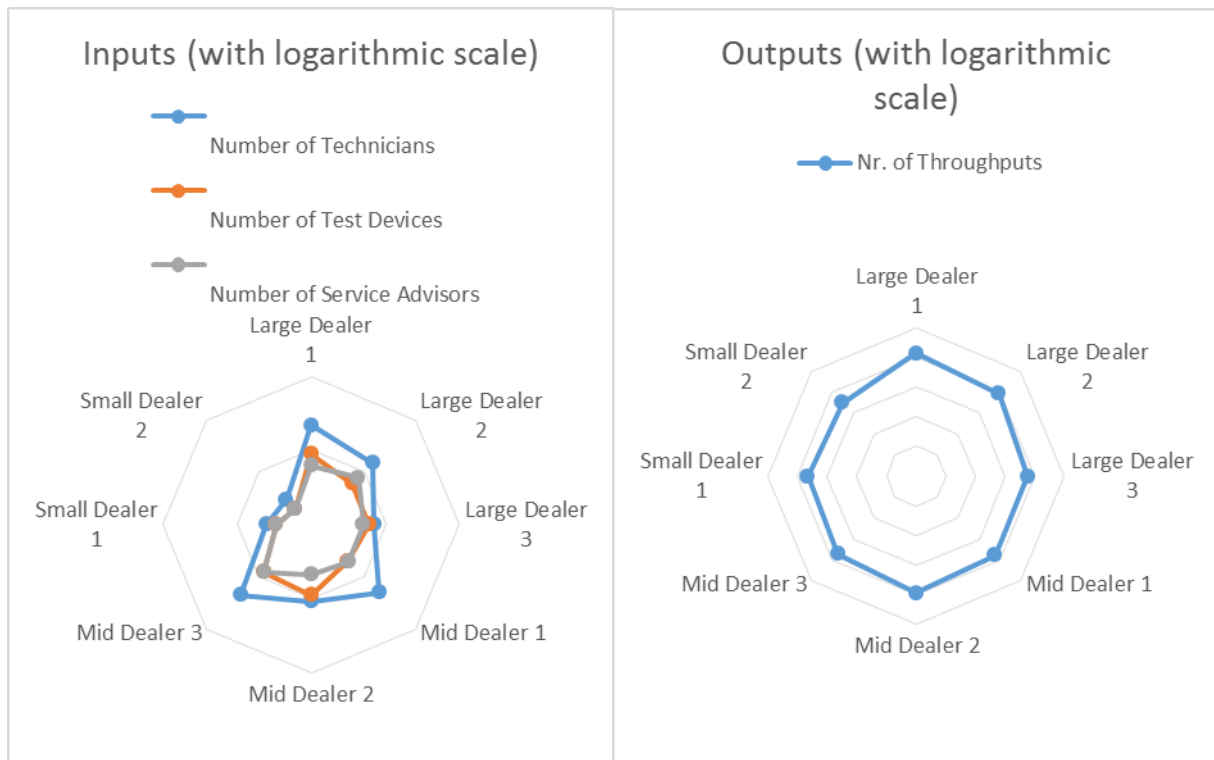 Inputs (with logarithmic scale)
Number of Technicians
Number of Test Devices
Number of Service Advisors
Large Dealer
1
Large Dealer
2
Large Dealer
3
Mid Dealer 1
Mid Dealer 2
Mid Dealer 3
Small Dealer
1
Small Dealer
2
Outputs (with logarithmic
scale)
Nr. of Throughputs
Large Dealer
1
Large Dealer
2
Large Dealer
3
Mid Dealer 1
Mid Dealer 2
Mid Dealer 3
Small Dealer
1
Small Dealer
2